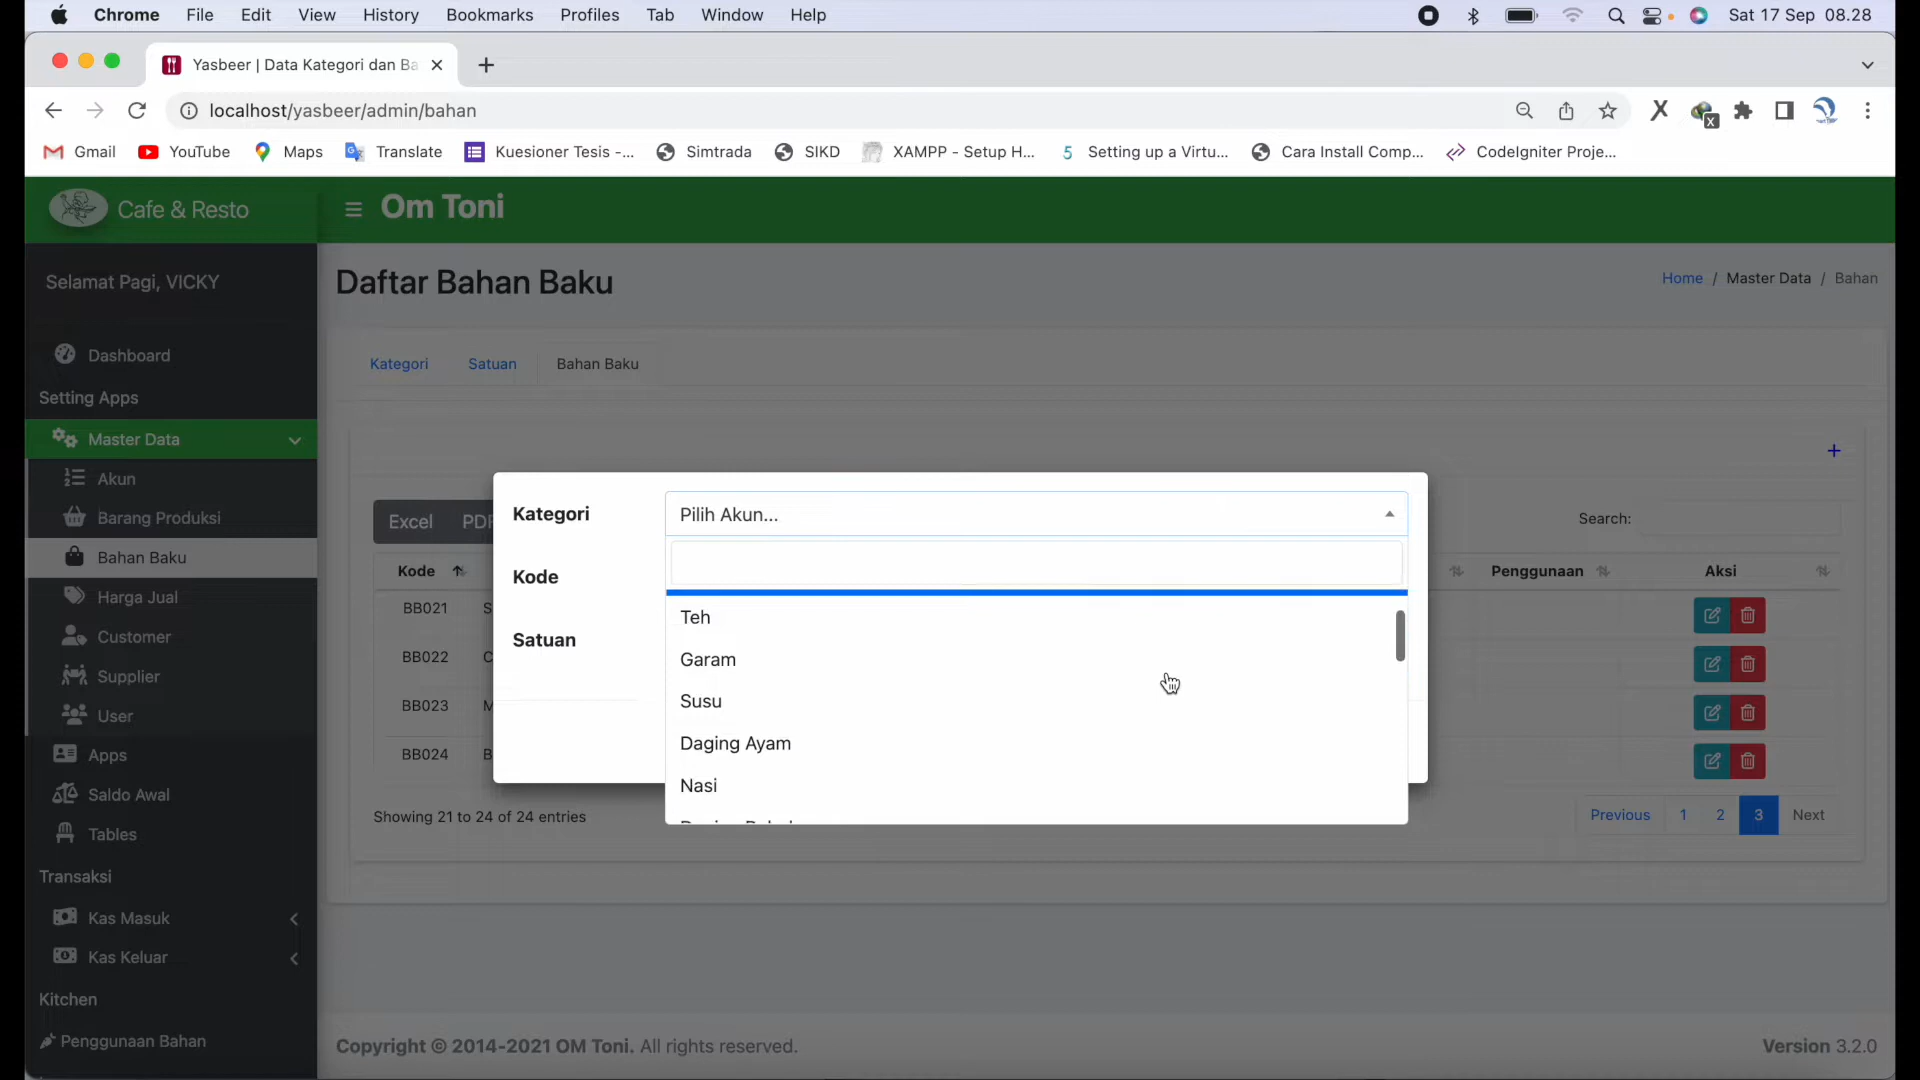 Chrome File Edit View History Bookmarks Profiles Tab Window Help Sat 17 Sep 08.28
Yasbeer | Data Kategori dan Ba
localhost/yasbeer/admin/bahan
Gmail YouTube Maps Translate Kuesioner Tesis -... Simtrada SIKD XAMPP - Setup H... Setting up a Virtu... Cara Install Comp... CodeIgniter Proje...
Cafe & Resto
Om Toni
Selamat Pagi, VICKY
Daftar Bahan Baku
Home / Master Data / Bahan
Dashboard
Setting Apps
Master Data
Akun
Barang Produksi
Bahan Baku
Harga Jual
Customer
Supplier
User
Apps
Saldo Awal
Tables
Transaksi
Kas Masuk
Kas Keluar
Kitchen
Penggunaan Bahan
Kategori Satuan Bahan Baku
+
Excel PDF
Search:
Kode Penggunaan Aksi
BB021 S
BB022 C
BB023 M
BB024 B
Kategori Pilih Akun...
Kode
Satuan
Teh
Garam
Susu
Daging Ayam
Nasi
Showing 21 to 24 of 24 entries
Previous 1 2 3 Next
Copyright © 2014-2021 OM Toni. All rights reserved.
Version 3.2.0